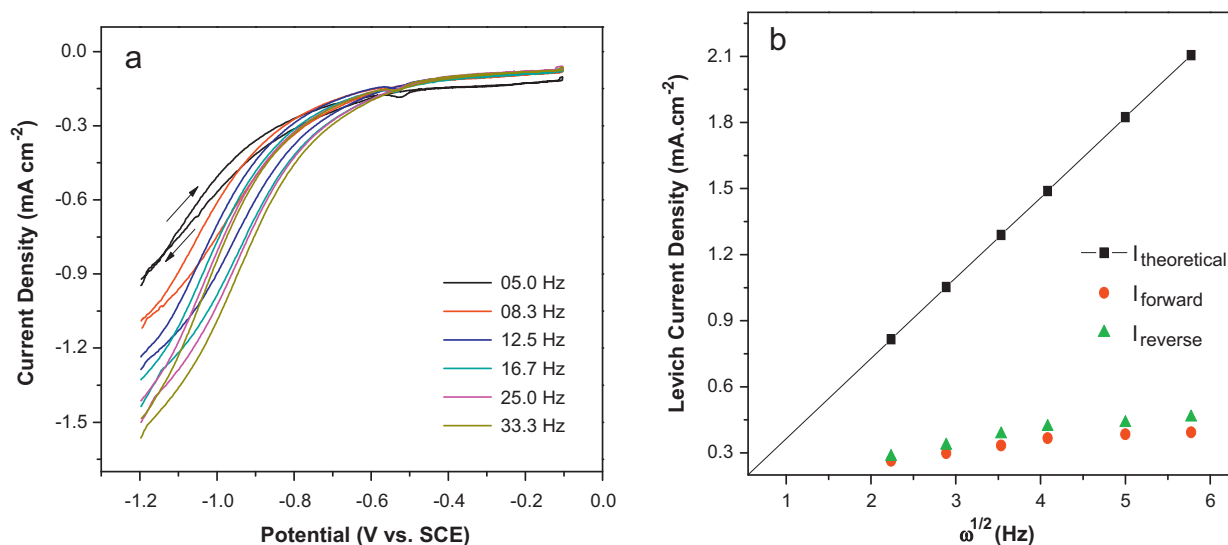 a
0.0
-0.3
-0.6
-0.9
-1.2
-1.5
Current Density (mA cm⁻²)
05.0 Hz
08.3 Hz
12.5 Hz
16.7 Hz
25.0 Hz
33.3 Hz
-1.2 -1.0 -0.8 -0.6 -0.4 -0.2 0.0
Potential (V vs. SCE)
b
2.1
1.8
1.5
1.2
0.9
0.6
0.3
Levich Current Density (mA.cm⁻²)
I theoretical
I forward
I reverse
1 2 3 4 5 6
ω^1/2 (Hz)